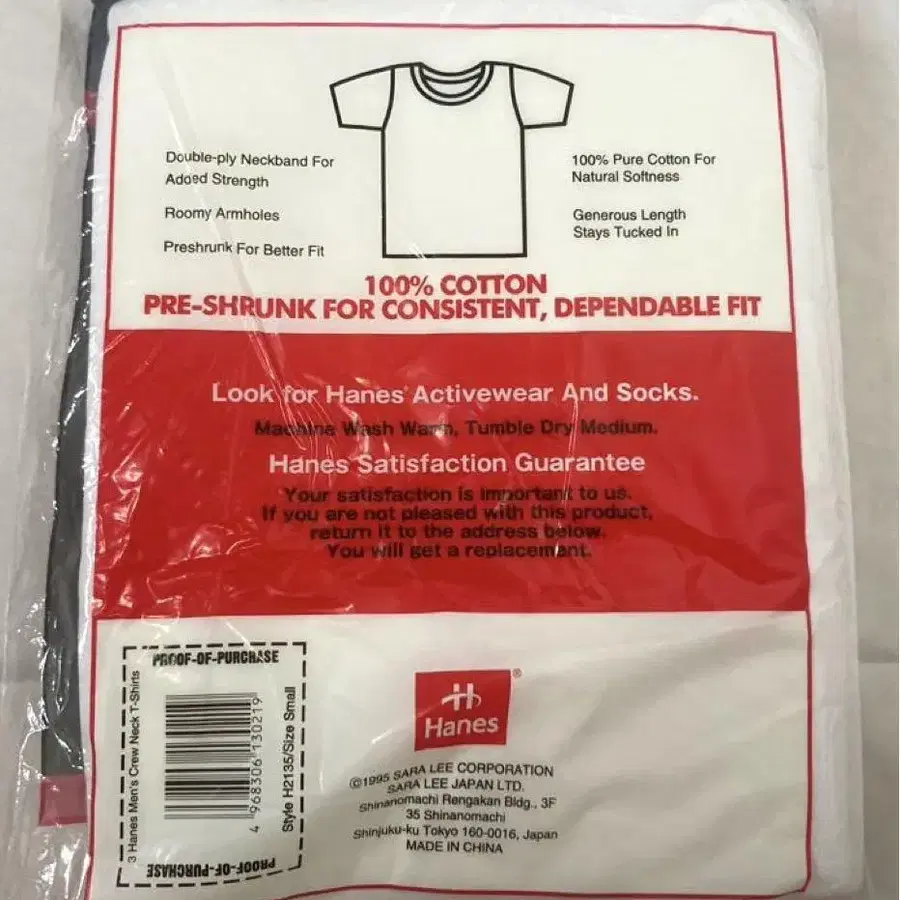 Double-ply Neckband For
Added Strength
Roomy Armholes
Preshrunk For Better Fit
100% Pure Cotton For
Natural Softness
Generous Length
Stays Tucked In
100% COTTON
PRE-SHRUNK FOR CONSISTENT, DEPENDABLE FIT
Look for Hanes® Activewear And Socks.
Machine Wash Warm, Tumble Dry Medium.
Hanes Satisfaction Guarantee
Your satisfaction is important to us.
If you are not pleased with this product,
return it to the address below.
You will get a replacement.
PROOF-OF-PURCHASE
3 Hanes Men's Crew Neck T-Shirts
4 968306 130219
Style H2135/Size Small
PROOF-OF-PURCHASE
H
Hanes®
©1995 SARA LEE CORPORATION
SARA LEE JAPAN LTD.
Shinanomachi Rengakan Bldg., 3F
35 Shinanomachi
Shinjuku-ku Tokyo 160-0016, Japan
MADE IN CHINA